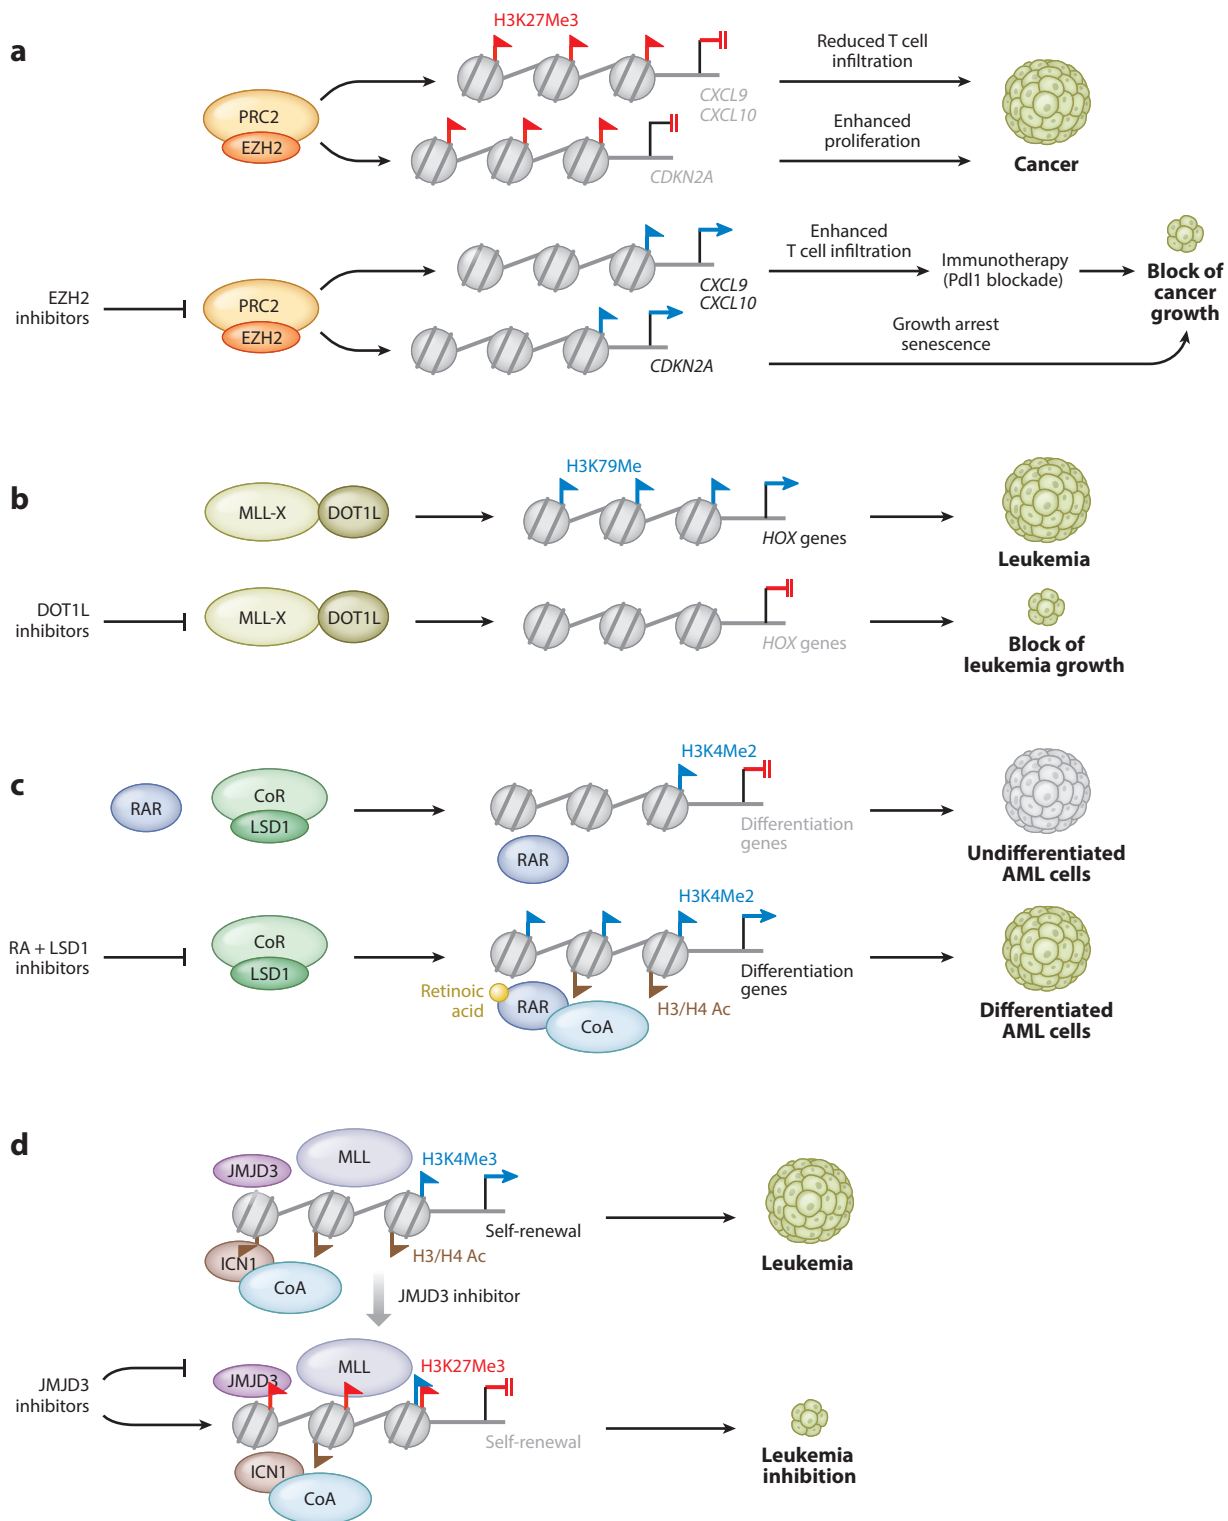 a
H3K27Me3
PRC2
EZH2
CXCL9
CXCL10
CDKN2A
Reduced T cell
infiltration
Enhanced
proliferation
Cancer
EZH2
inhibitors
PRC2
EZH2
CXCL9
CXCL10
CDKN2A
Enhanced
T cell infiltration
Immunotherapy
(Pdl1 blockade)
Growth arrest
senescence
Block of
cancer
growth
b
MLL-X
DOT1L
H3K79Me
HOX genes
Leukemia
DOT1L
inhibitors
MLL-X
DOT1L
HOX genes
Block of
leukemia growth
c
RAR
CoR
LSD1
H3K4Me2
RAR
Differentiation
genes
Undifferentiated
AML cells
RA + LSD1
inhibitors
CoR
LSD1
H3K4Me2
Retinoic
acid
RAR
CoA
H3/H4 Ac
Differentiation
genes
Differentiated
AML cells
d
JMJD3
MLL
H3K4Me3
Self-renewal
ICN1
CoA
H3/H4 Ac
Leukemia
JMJD3 inhibitor
JMJD3
inhibitors
JMJD3
MLL
H3K27Me3
Self-renewal
ICN1
CoA
Leukemia
inhibition